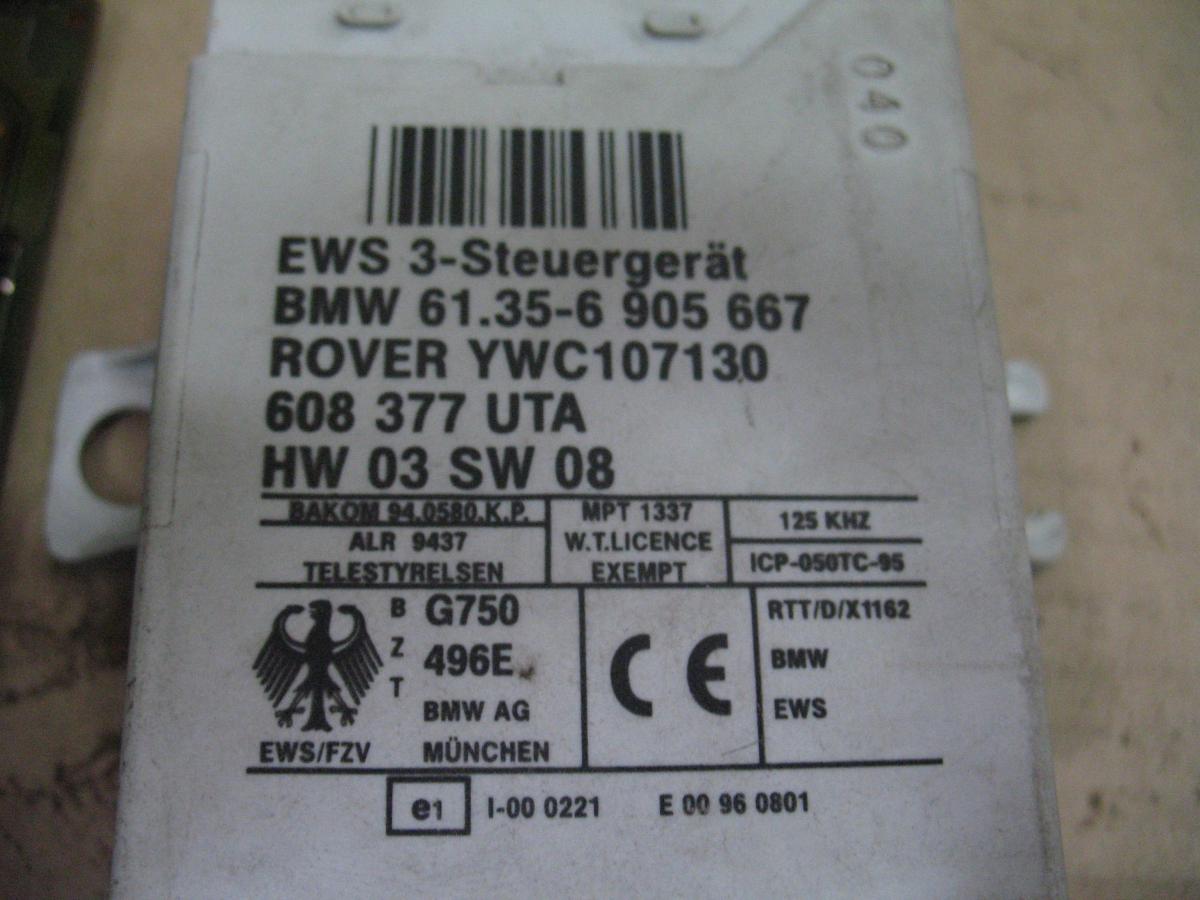 040
EWS 3-Steuergerät
BMW 61.35-6 905 667
ROVER YWC107130
608 377 UTA
HW 03 SW 08
BAKOM 94.0580.K.P.
ALR 9437
TELESTYRELSEN
MPT 1337
W.T.LICENCE
EXEMPT
125 KHZ
ICP-050TC-95
BZT
G750
496E
BMW AG
EWS/FZV MÜNCHEN
CE
RTT/D/X1162
BMW
EWS
e1 I-00 0221 E 00 96 0801